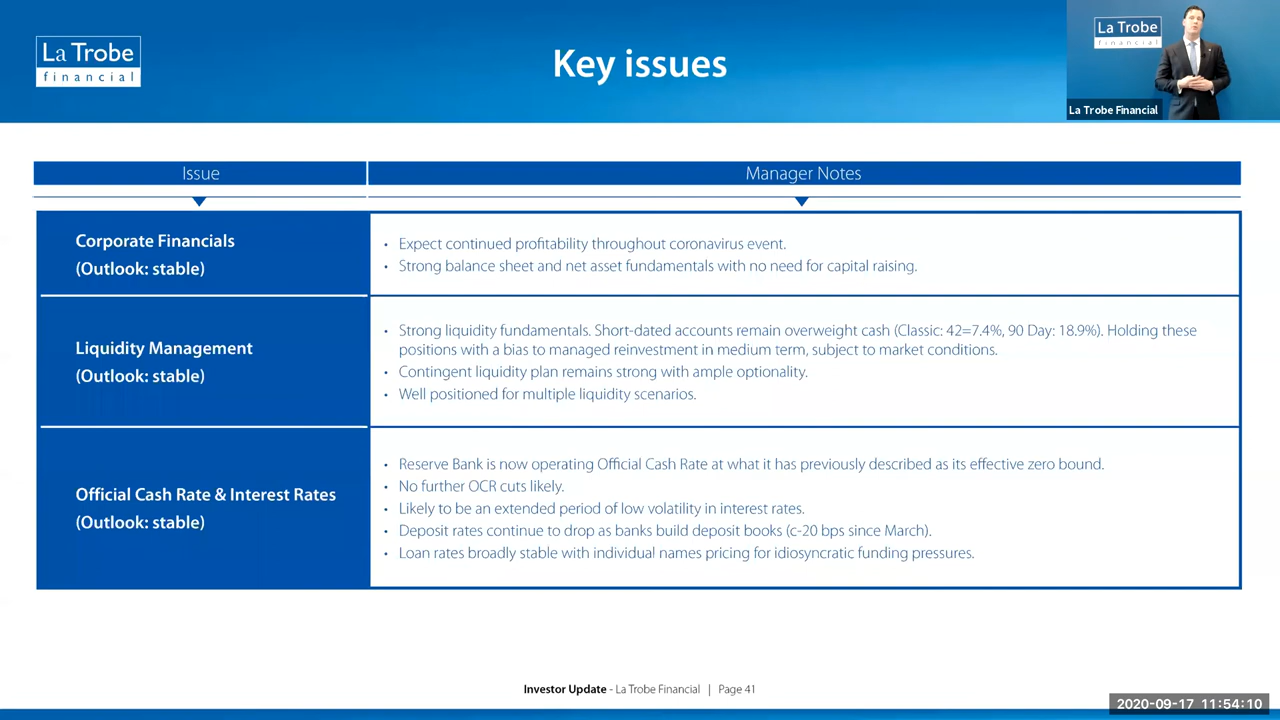 La Trobe
financial
Key issues
La Trobe
financial
La Trobe Financial
Issue
Manager Notes
Corporate Financials
(Outlook: stable)
• Expect continued profitability throughout coronavirus event.
• Strong balance sheet and net asset fundamentals with no need for capital raising.
Liquidity Management
(Outlook: stable)
• Strong liquidity fundamentals. Short-dated accounts remain overweight cash (Classic: 42=7.4%, 90 Day: 18.9%). Holding these
positions with a bias to managed reinvestment in medium term, subject to market conditions.
• Contingent liquidity plan remains strong with ample optionality.
• Well positioned for multiple liquidity scenarios.
Official Cash Rate & Interest Rates
(Outlook: stable)
• Reserve Bank is now operating Official Cash Rate at what it has previously described as its effective zero bound.
• No further OCR cuts likely.
• Likely to be an extended period of low volatility in interest rates.
• Deposit rates continue to drop as banks build deposit books (c-20 bps since March).
• Loan rates broadly stable with individual names pricing for idiosyncratic funding pressures.
Investor Update - La Trobe Financial | Page 41
2020-09-17 11:54:10